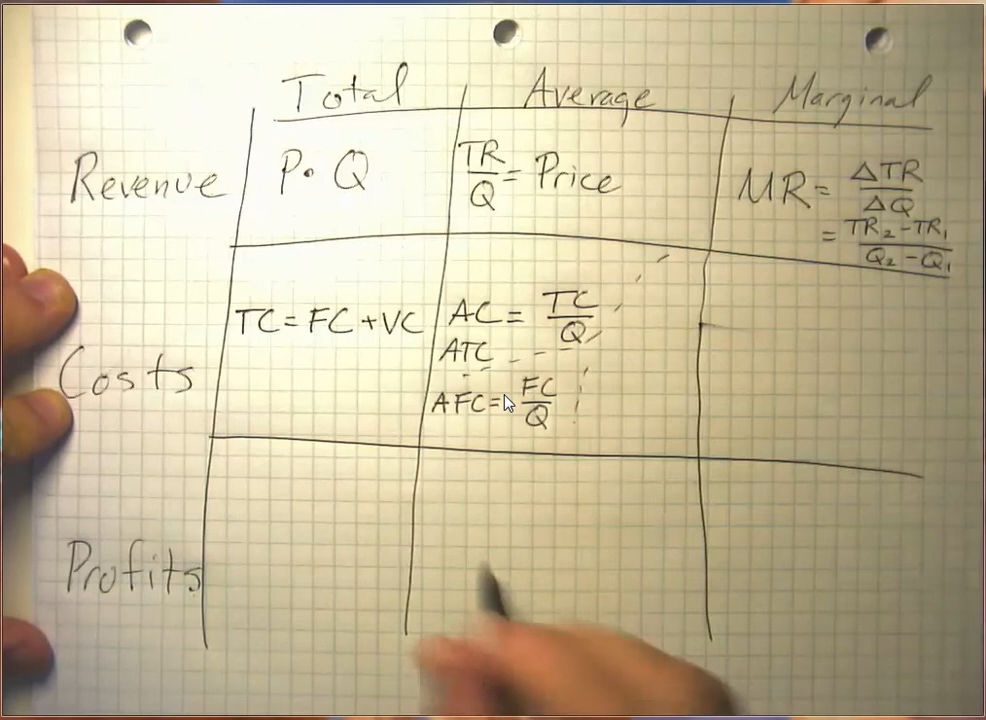 Total Average Marginal
Revenue P・Q TR/Q = Price MR = ΔTR/ΔQ
= TR₂-TR₁/Q₂-Q₁
Costs TC = FC + VC AC = TC/Q
ATC
AFC = FC/Q
Profits